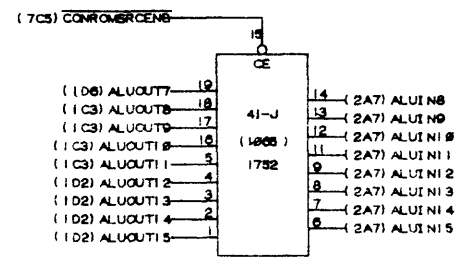 (7C5) CONROMSRCEN8
15
CE
(1D6) ALUOUT7 19
(1C3) ALUOUT8 18
(1C3) ALUOUT9 17
(1C3) ALUOUT10 16
(1C3) ALUOUT11 5
(1D2) ALUOUT12 4
(1D2) ALUOUT13 3
(1D2) ALUOUT14 2
(1D2) ALUOUT15 1
41-J
(1065)
1752
14 (2A7) ALUIN8
13 (2A7) ALUIN9
12 (2A7) ALUIN10
11 (2A7) ALUIN11
9 (2A7) ALUIN12
8 (2A7) ALUIN13
7 (2A7) ALUIN14
6 (2A7) ALUIN15